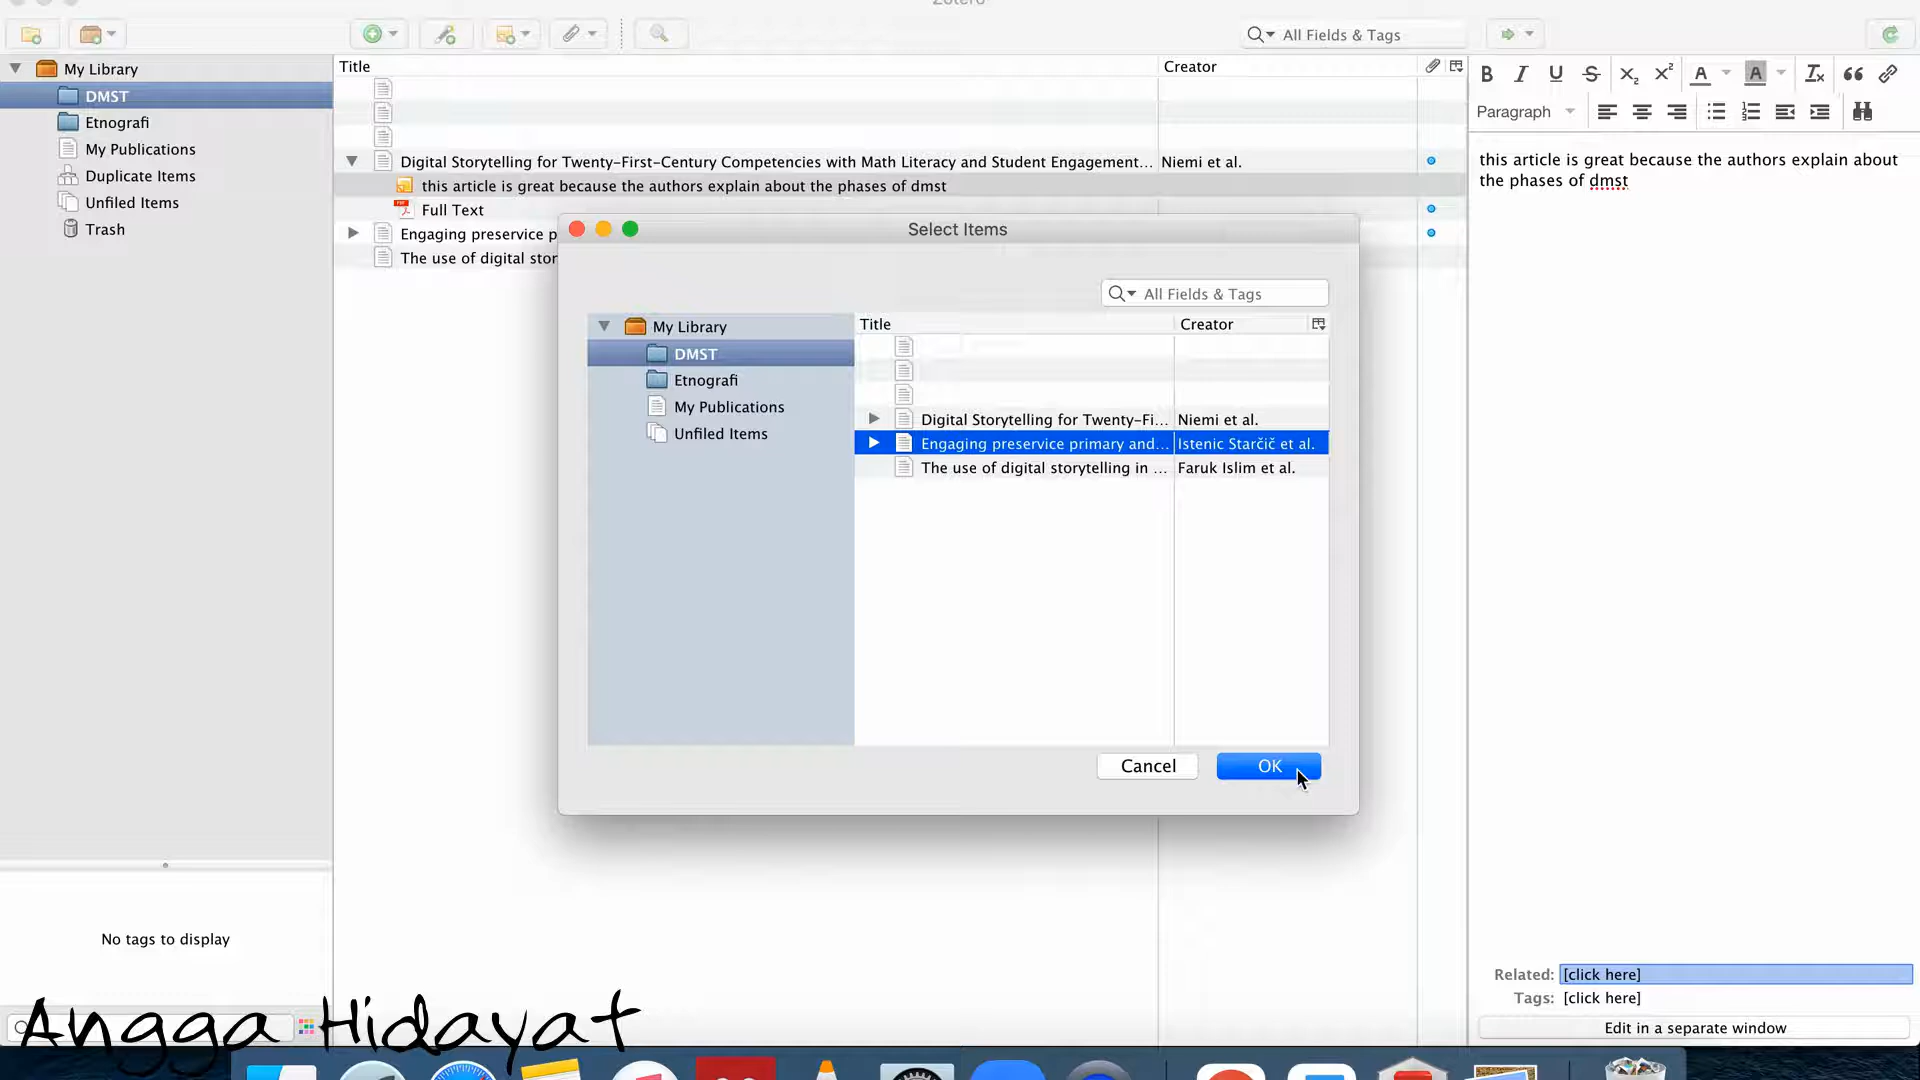 Zotero
All Fields & Tags
My Library
DMST
Etnografi
My Publications
Duplicate Items
Unfiled Items
Trash
No tags to display
Title Creator
Digital Storytelling for Twenty-First-Century Competencies with Math Literacy and Student Engagement... Niemi et al.
this article is great because the authors explain about the phases of dmst
Full Text
Engaging preservice p
The use of digital stor
Select Items
All Fields & Tags
My Library
DMST
Etnografi
My Publications
Unfiled Items
Title Creator
Digital Storytelling for Twenty-Fi... Niemi et al.
Engaging preservice primary and... Istenic Starčič et al.
The use of digital storytelling in ... Faruk Islim et al.
Cancel OK
B I U S X₂ X² A A Tx
Paragraph
this article is great because the authors explain about
the phases of dmst
Related: [click here]
Tags: [click here]
Edit in a separate window
Angga Hidayat